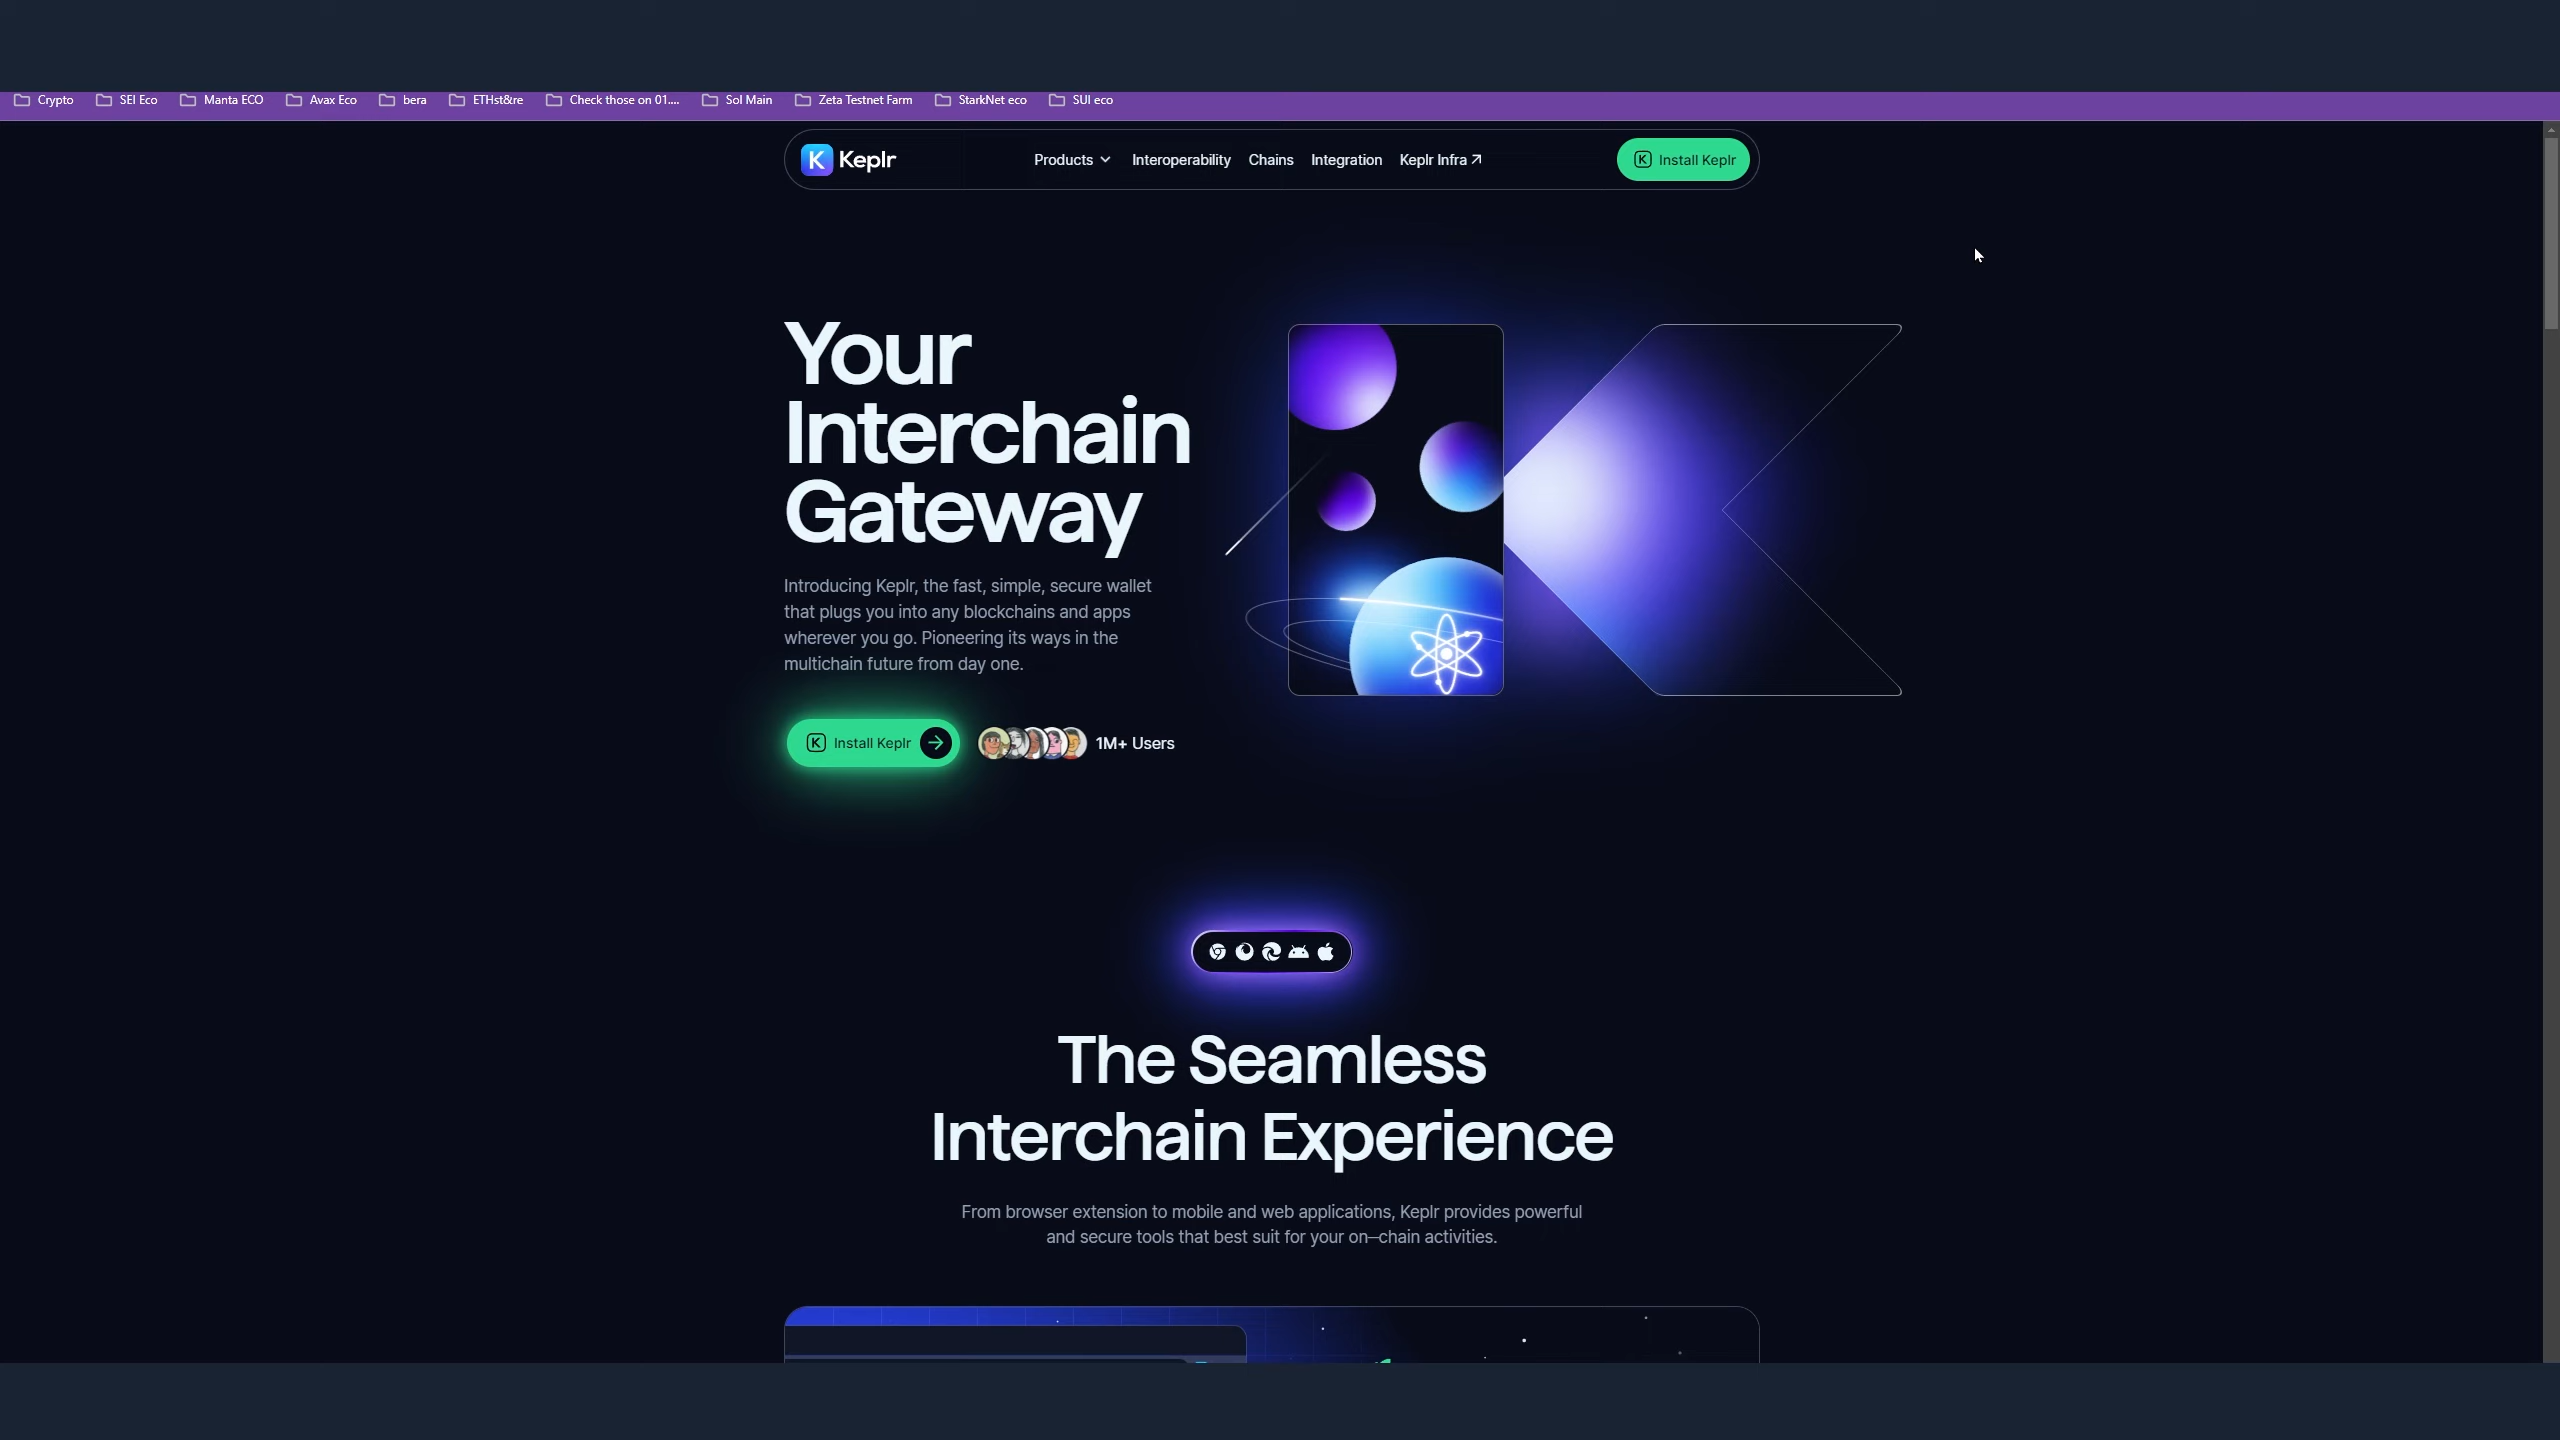 Crypto SEI Eco Manta ECO Avax Eco bera ETHst&re Check those on 01.... Sol Main Zeta Testnet Farm StarkNet eco SUI eco
K Keplr Products Interoperability Chains Integration Keplr Infra K Install Keplr
Your
Interchain
Gateway
Introducing Keplr, the fast, simple, secure wallet
that plugs you into any blockchains and apps
wherever you go. Pioneering its ways in the
multichain future from day one.
K Install Keplr 1M+ Users
The Seamless
Interchain Experience
From browser extension to mobile and web applications, Keplr provides powerful
and secure tools that best suit for your on–chain activities.